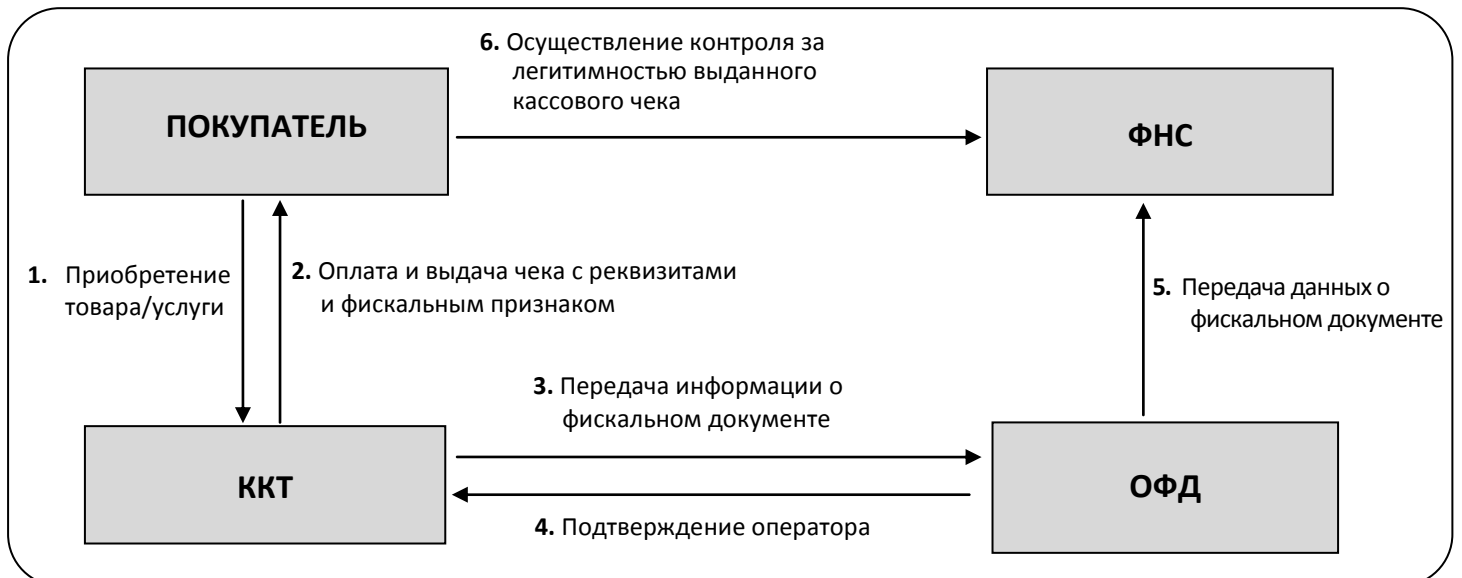 6. Осуществление контроля за
легитимностью выданного
кассового чека
ПОКУПАТЕЛЬ
ФНС
1. Приобретение
товара/услуги
2. Оплата и выдача чека с реквизитами
и фискальным признаком
5. Передача данных о
фискальном документе
3. Передача информации о
фискальном документе
ККТ
ОФД
4. Подтверждение оператора